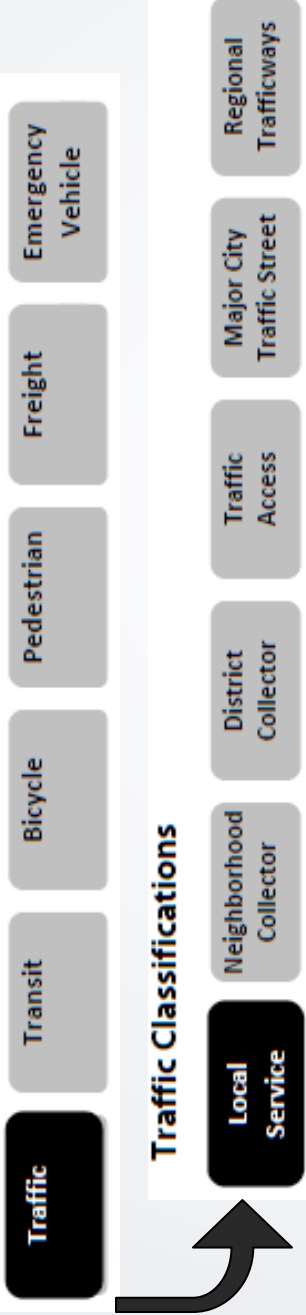 Traffic
Transit
Bicycle
Pedestrian
Freight
Emergency
Vehicle
Traffic Classifications
Local
Service
Neighborhood
Collector
District
Collector
Traffic
Access
Major City
Traffic Street
Regional
Trafficways